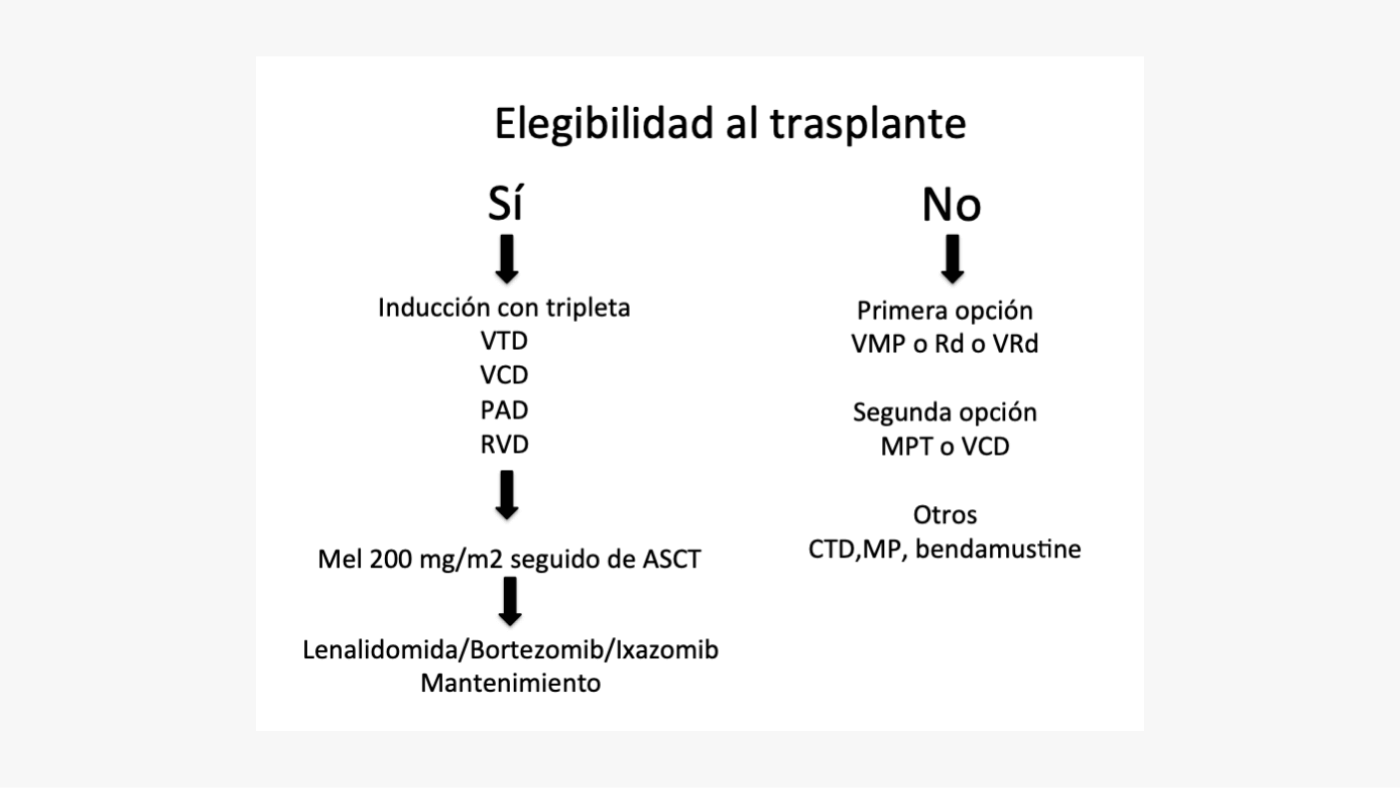 Elegibilidad al trasplante
Sí
Inducción con tripleta
VTD
VCD
PAD
RVD
Mel 200 mg/m2 seguido de ASCT
Lenalidomida/Bortezomib/Ixazomib
Mantenimiento
No
Primera opción
VMP o Rd o VRd
Segunda opción
MPT o VCD
Otros
CTD,MP, bendamustine